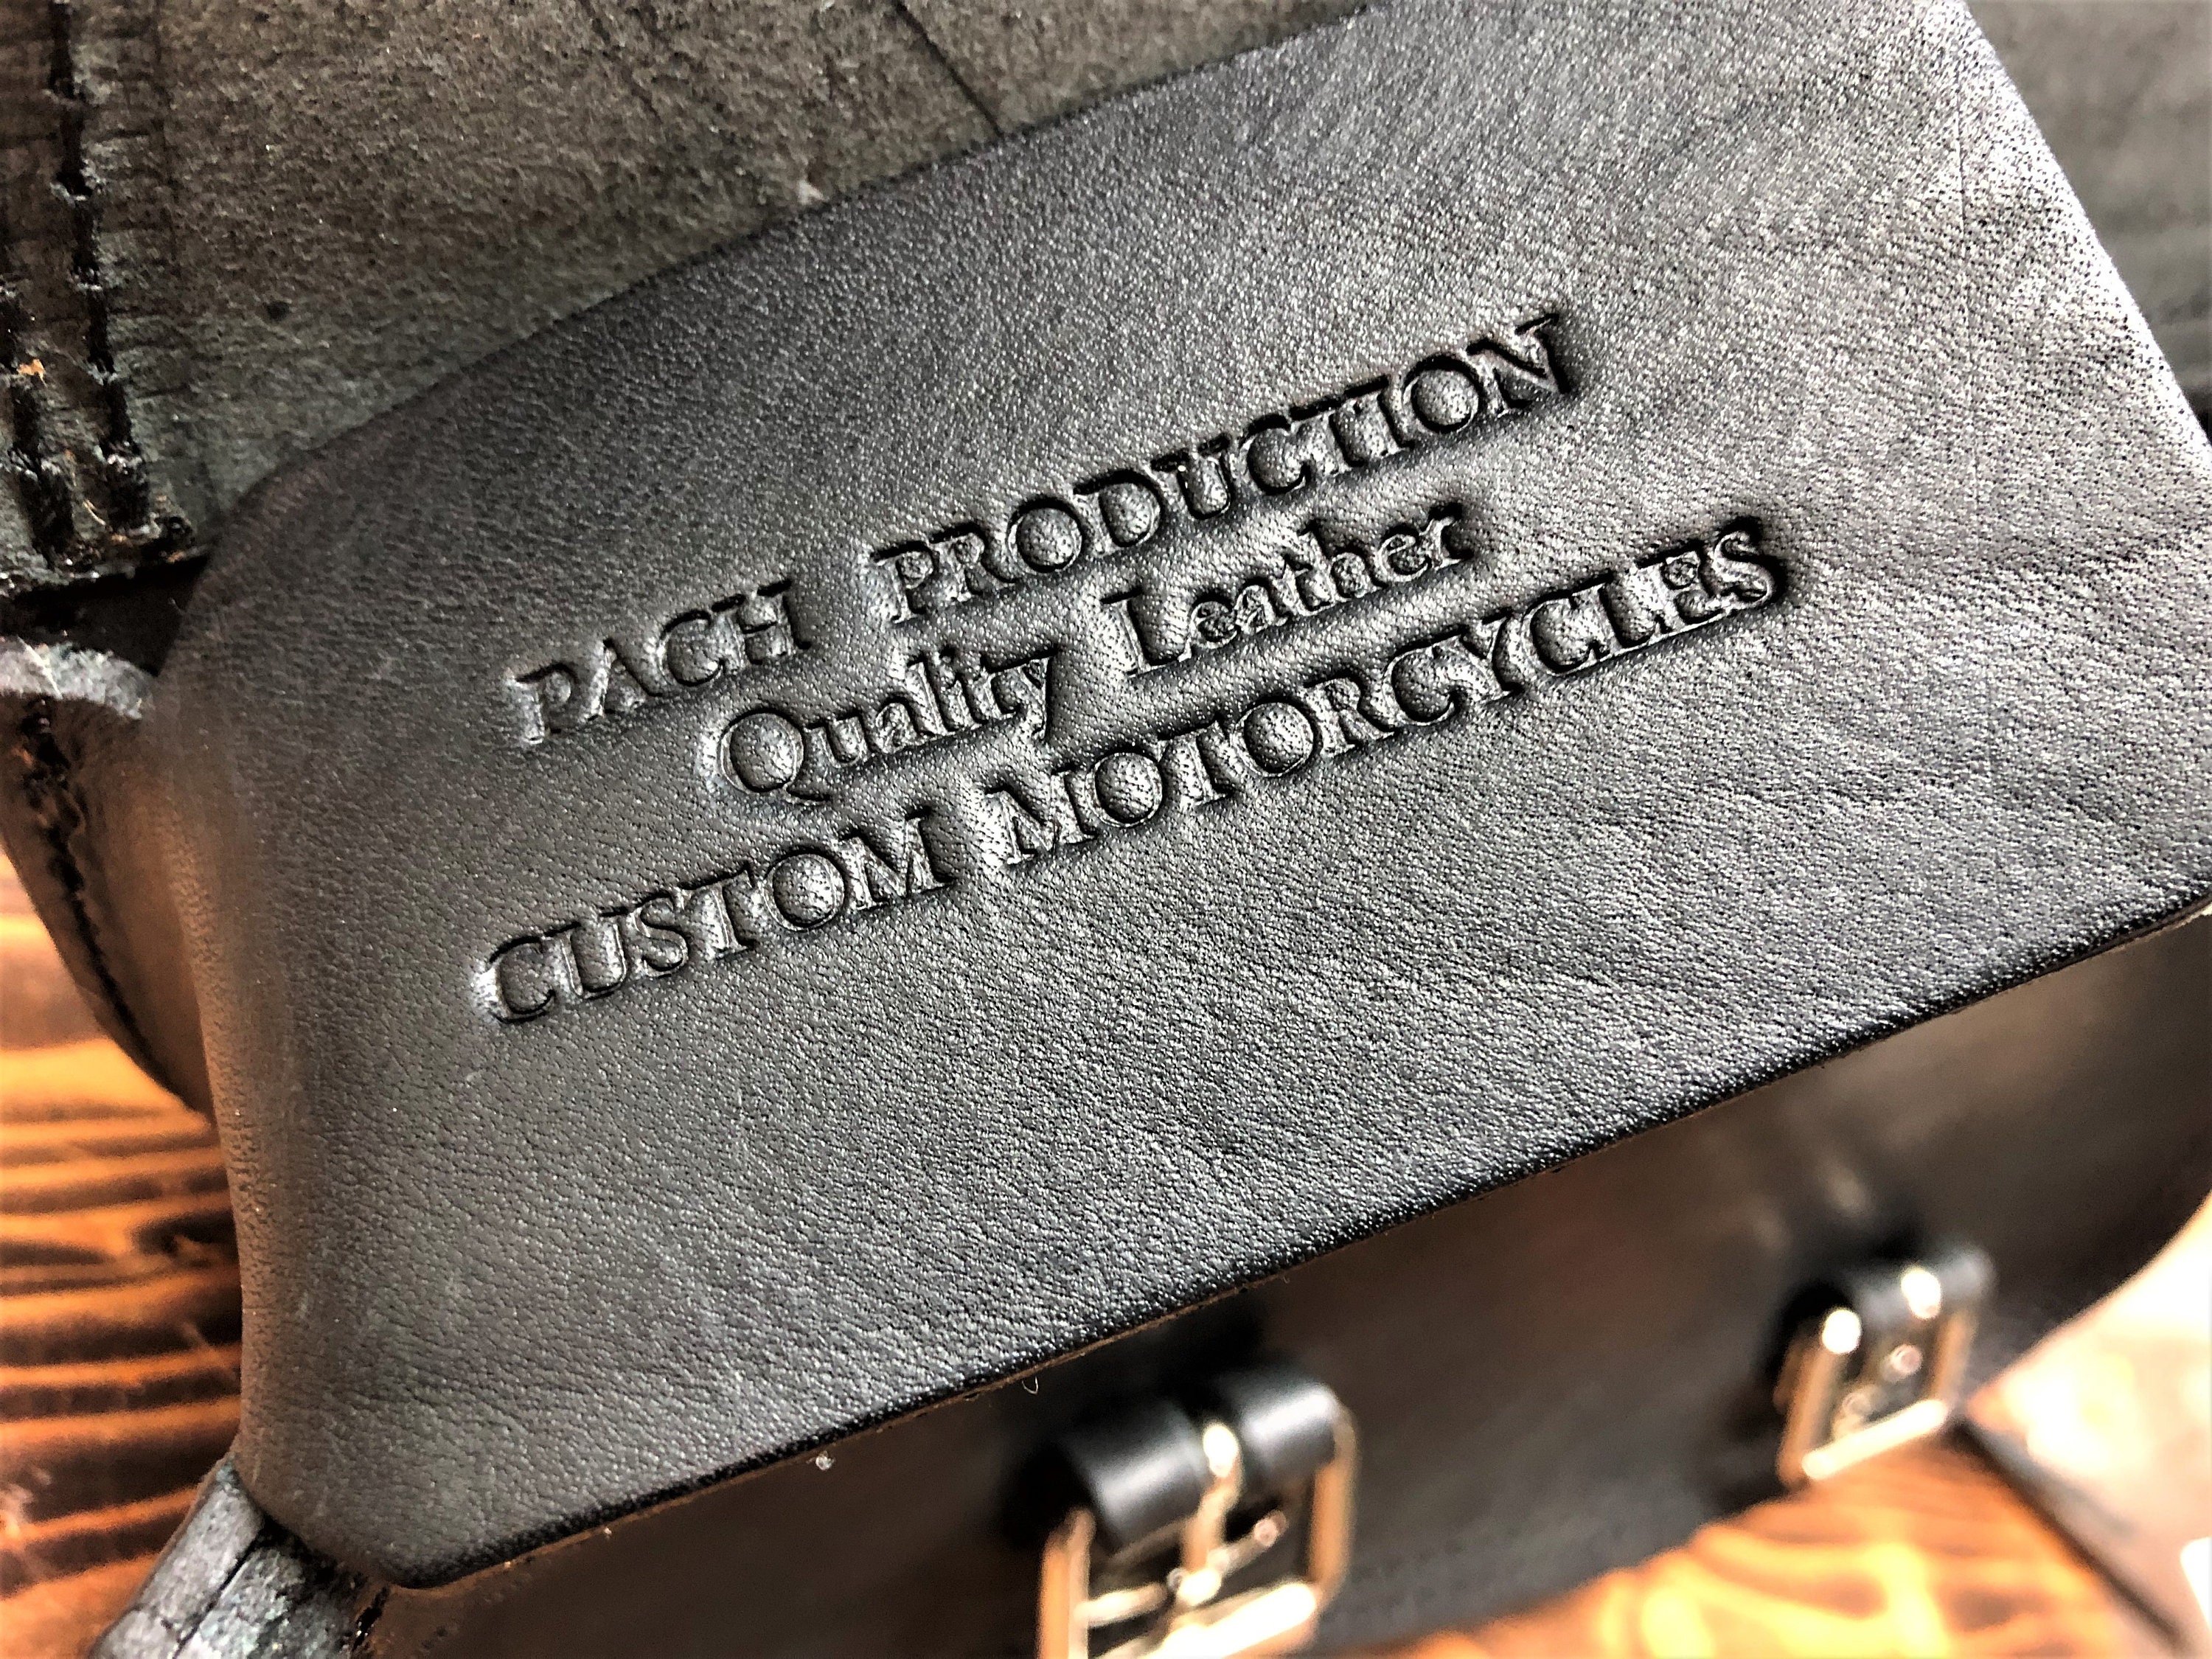 PACH PRODUCTION
Quality Leather
CUSTOM MOTORCYCLES